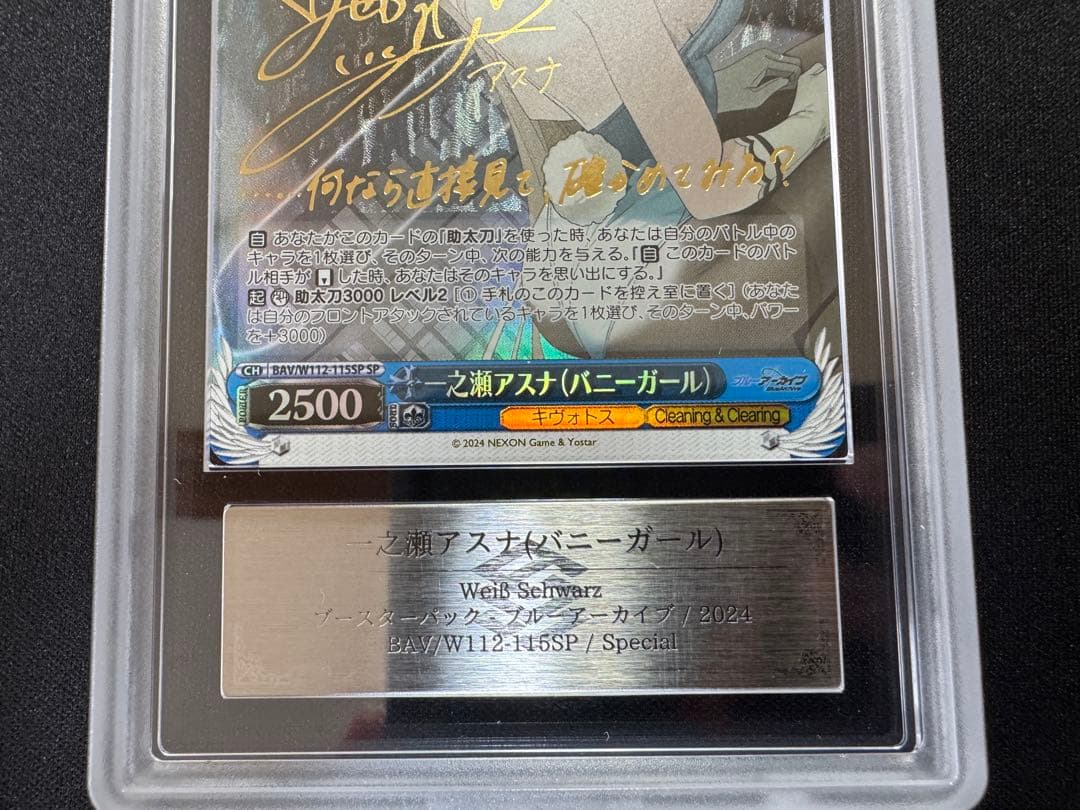 アスナ
……何なら直接見て、確かめてみる?
自 あなたがこのカードの「助太刀」を使った時、あなたは自分のバトル中の
キャラを1枚選び、そのターン中、次の能力を与える。『自 このカードのバト
ル相手が した時、あなたはそのキャラを思い出にする。』
起 助太刀3000 レベル2 [① 手札のこのカードを控え室に置く] (あなた
は自分のフロントアタックされているキャラを1枚選び、そのターン中、パワー
を+3000)
CH BAV/W112-115SP SP
POWER 2500 SOUL 一之瀬アスナ(バニーガール) ブルーアーカイブ
キヴォトス Cleaning & Clearing
© 2024 NEXON Game & Yostar
一之瀬アスナ(バニーガール)
Weiß Schwarz
ブースターパック - ブルーアーカイブ / 2024
BAV/W112-115SP / Special